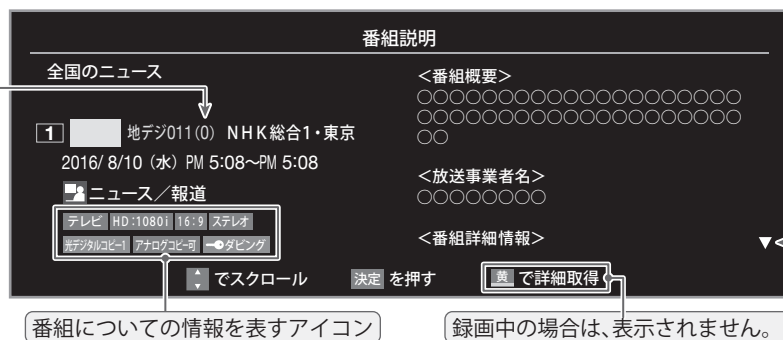 番組説明
全国のニュース
1 地デジ011(0) NHK総合1・東京
2016/ 8/10 (水) PM 5:08〜PM 5:08
ニュース／報道
テレビ HD:1080i 16:9 ステレオ
光デジタルコピー1 アナログコピー可 ダビング
<番組概要>
○○○○○○○○○○○○○○○○○○○○
○○○○○○○○○○○○○○○○○○○○
○○
<放送事業者名>
○○○○○○○○
<番組詳細情報>
▼<
でスクロール 決定 を押す 黄 で詳細取得
番組についての情報を表すアイコン
録画中の場合は、表示されません。